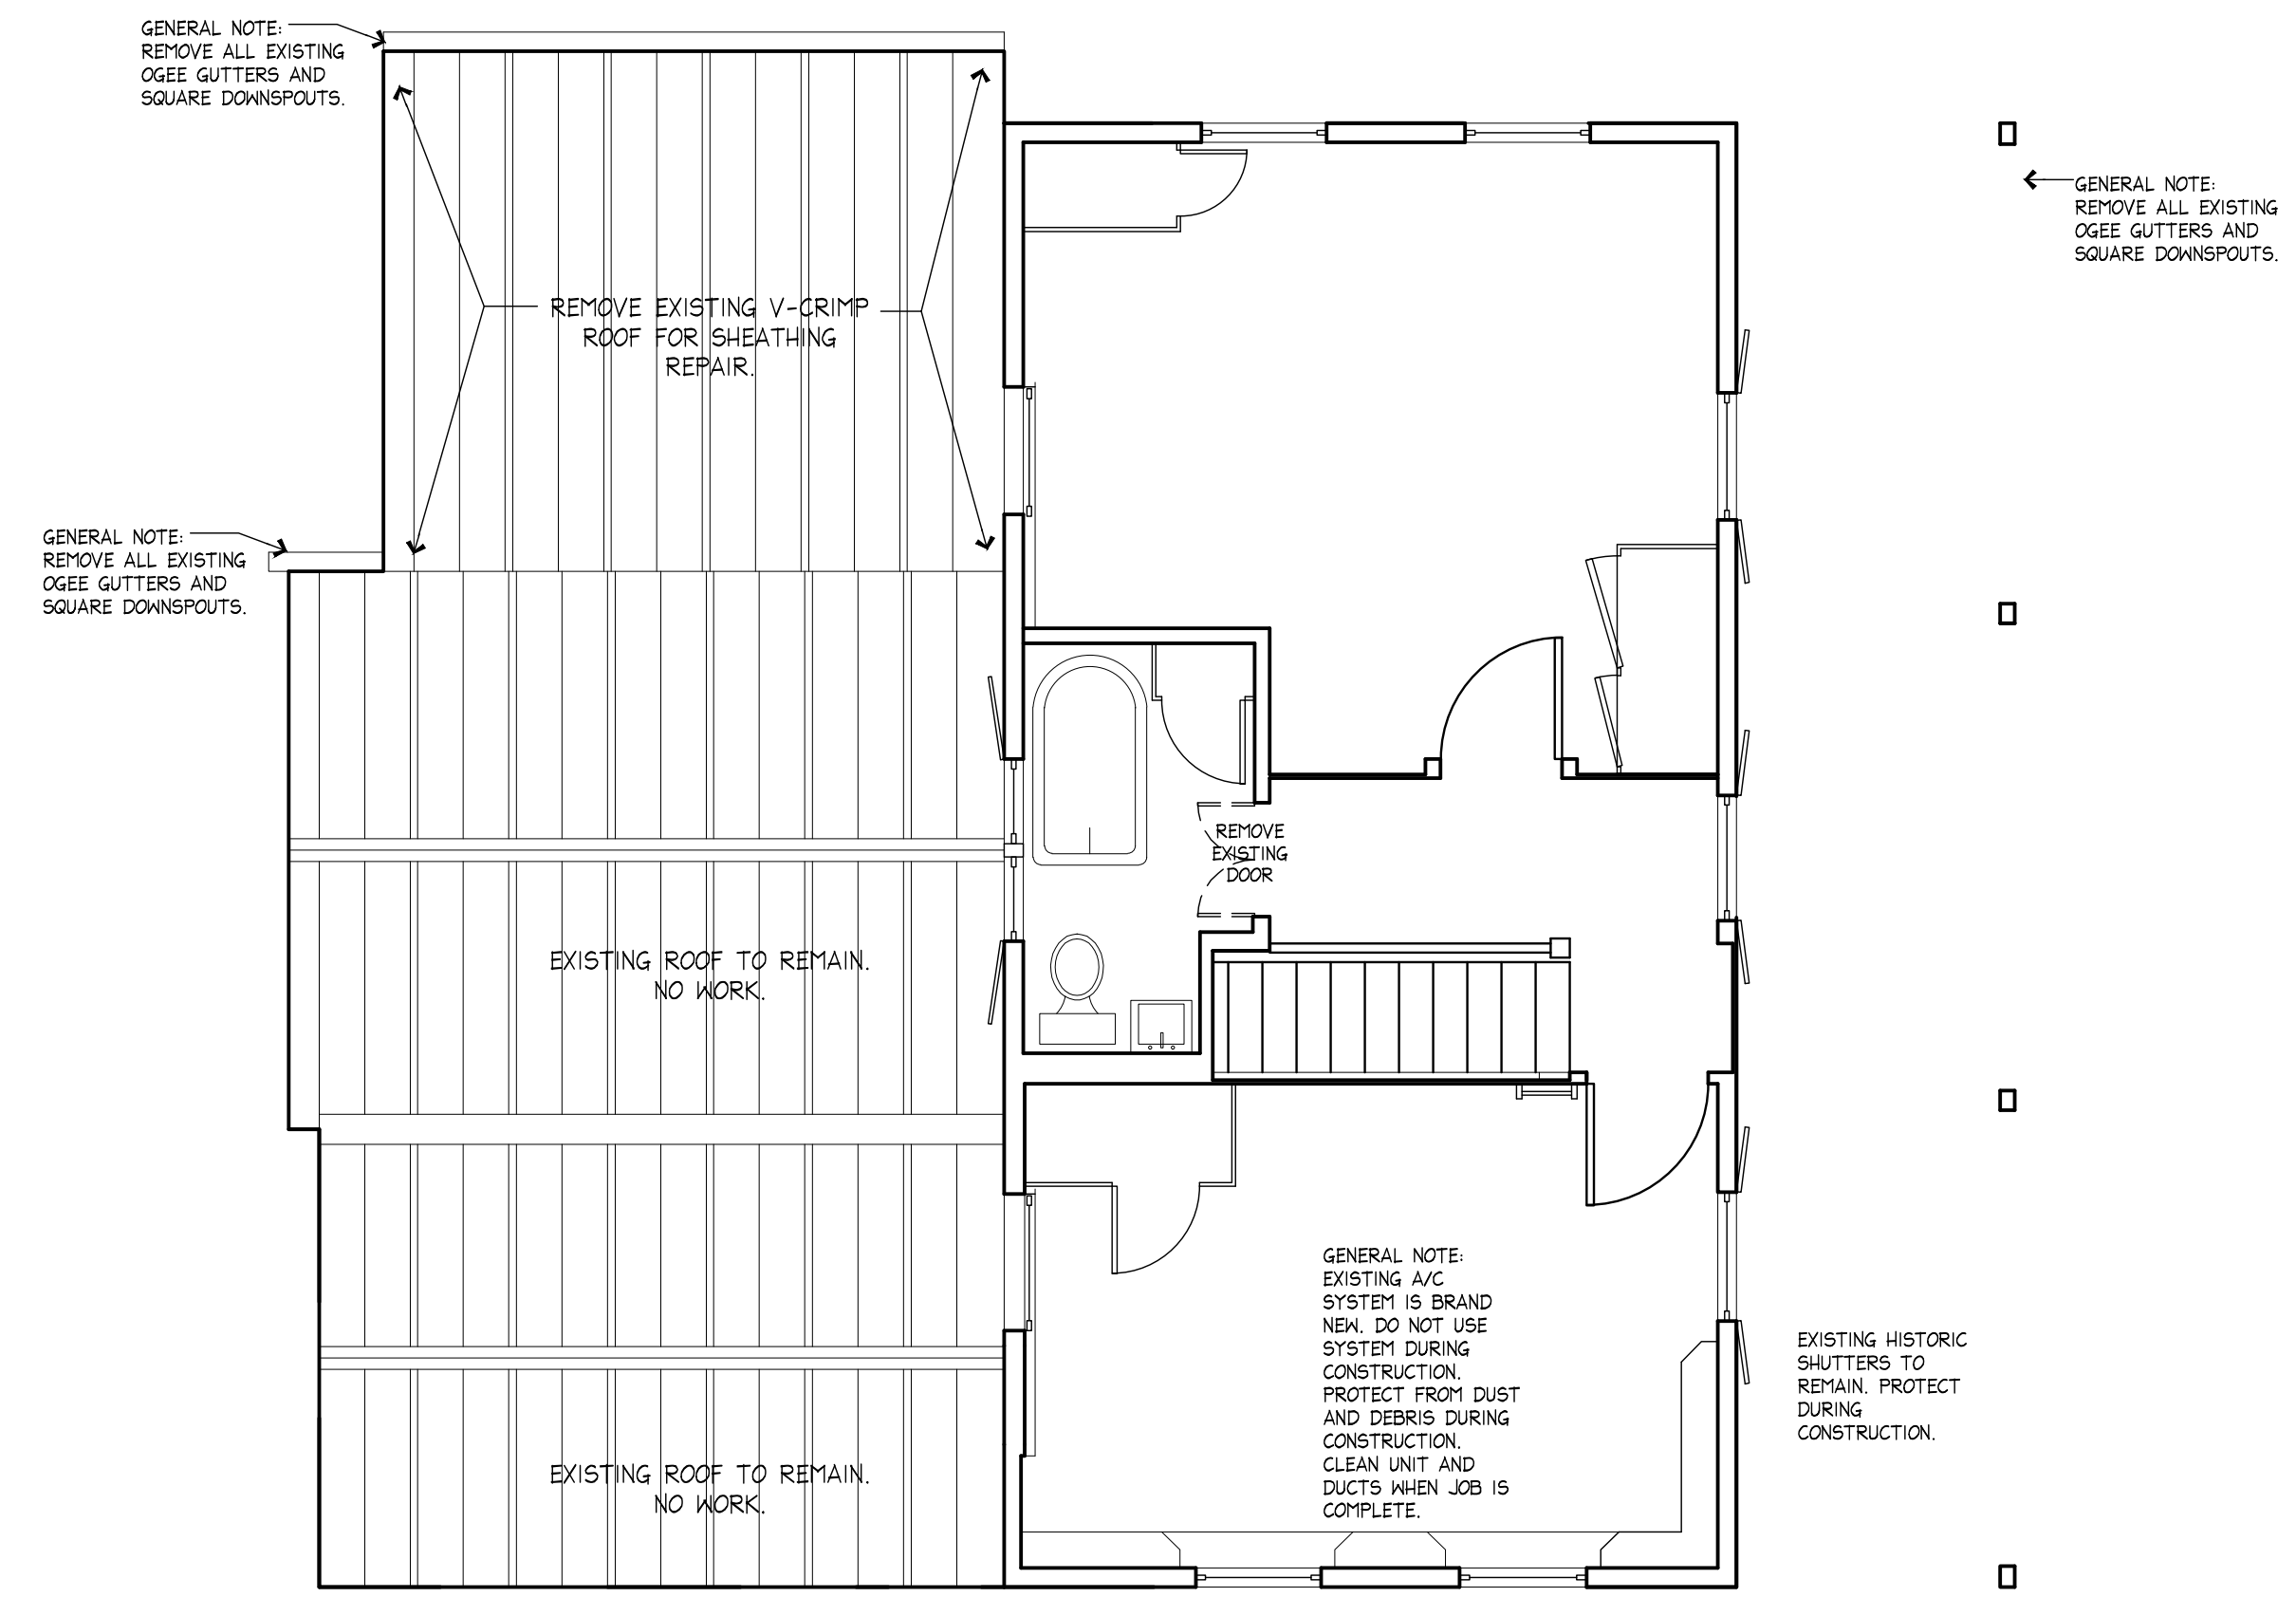 GENERAL NOTE:
REMOVE ALL EXISTING
OGEE GUTTERS AND
SQUARE DOWNSPOUTS.
GENERAL NOTE:
REMOVE ALL EXISTING
OGEE GUTTERS AND
SQUARE DOWNSPOUTS.
REMOVE EXISTING V-CRIMP
ROOF FOR SHEATHING
REPAIR.
GENERAL NOTE:
REMOVE ALL EXISTING
OGEE GUTTERS AND
SQUARE DOWNSPOUTS.
REMOVE
EXISTING
DOOR
EXISTING ROOF TO REMAIN.
NO WORK.
GENERAL NOTE:
EXISTING A/C
SYSTEM IS BRAND
NEW. DO NOT USE
SYSTEM DURING
CONSTRUCTION.
PROTECT FROM DUST
AND DEBRIS DURING
CONSTRUCTION.
CLEAN UNIT AND
DUCTS WHEN JOB IS
COMPLETE.
EXISTING HISTORIC
SHUTTERS TO
REMAIN. PROTECT
DURING
CONSTRUCTION.
EXISTING ROOF TO REMAIN.
NO WORK.